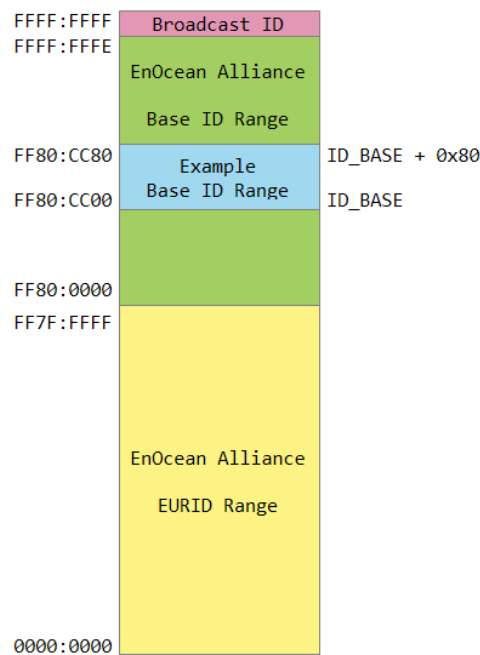 FFFF:FFFF Broadcast ID
FFFF:FFFE
EnOcean Alliance
Base ID Range
FF80:CC80 Example ID_BASE + 0x80
Base ID Range
FF80:CC00 ID_BASE
FF80:0000
FF7F:FFFF
EnOcean Alliance
EURID Range
0000:0000